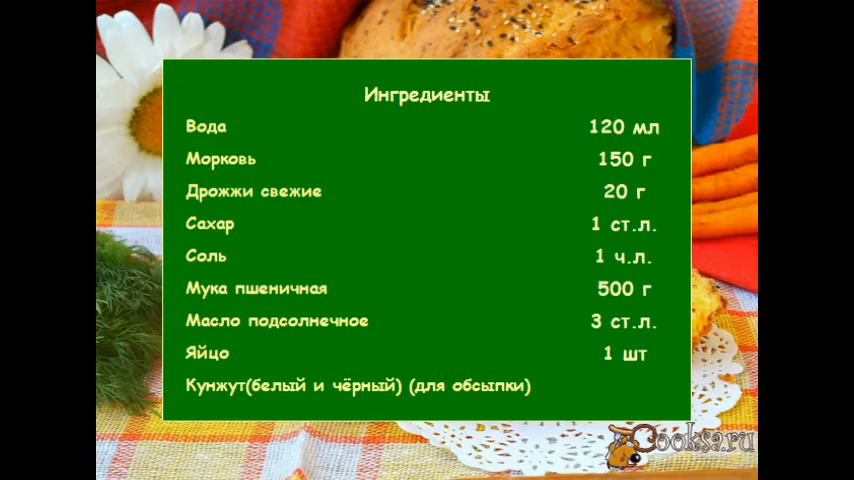 Ингредиенты
Вода 120 мл
Морковь 150 г
Дрожжи свежие 20 г
Сахар 1 ст.л.
Соль 1 ч.л.
Мука пшеничная 500 г
Масло подсолнечное 3 ст.л.
Яйцо 1 шт
Кунжут(белый и чёрный) (для обсыпки)
Cooksa.ru